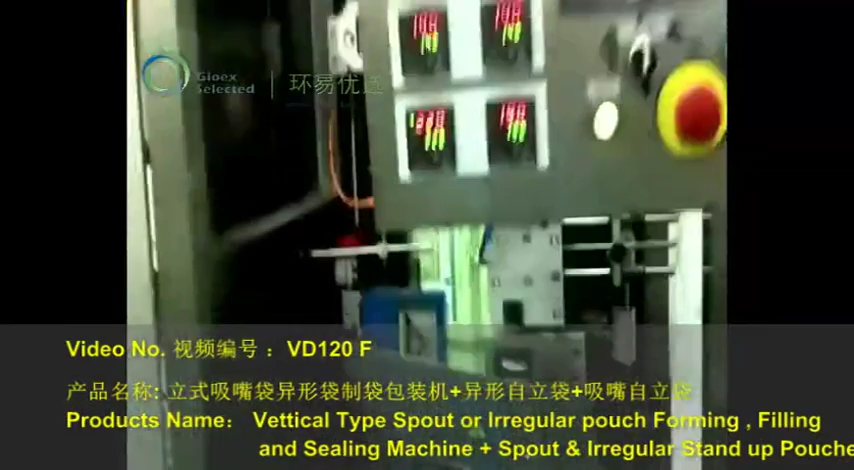 Gloex
Selected
环易优选
Video No. 视频编号： VD120 F
产品名称: 立式吸嘴袋异形袋制袋包装机+异形自立袋+吸嘴自立袋
Products Name： Vettical Type Spout or Irregular pouch Forming , Filling
and Sealing Machine + Spout & Irregular Stand up Pouche